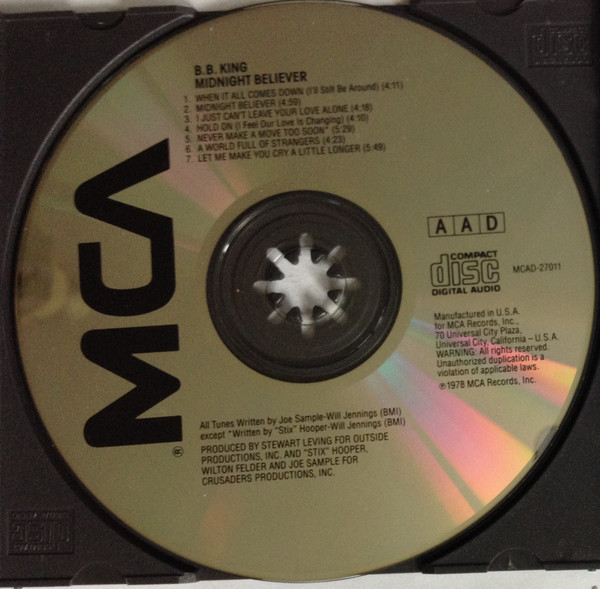 B.B. KING
MIDNIGHT BELIEVER
1. WHEN IT ALL COMES DOWN (I'll Still Be Around) (4:11)
2. MIDNIGHT BELIEVER (4:59)
3. I JUST CAN'T LEAVE YOUR LOVE ALONE (4:18)
4. HOLD ON (I Feel Our Love Is Changing) (4:10)
5. NEVER MAKE A MOVE TOO SOON* (5:29)
6. A WORLD FULL OF STRANGERS (4:23)
7. LET ME MAKE YOU CRY A LITTLE LONGER (5:49)
MCA
®
AAD
COMPACT
disc
DIGITAL AUDIO
MCAD-27011
Manufactured in U.S.A.
for MCA Records, Inc.,
70 Universal City Plaza,
Universal City, California – U.S.A.
WARNING: All rights reserved.
Unauthorized duplication is a
violation of applicable laws.
℗1978 MCA Records, Inc.
All Tunes Written by Joe Sample-Will Jennings (BMI)
except *Written by "Stix" Hooper-Will Jennings (BMI)
PRODUCED BY STEWART LEVING FOR OUTSIDE
PRODUCTIONS, INC. AND "STIX" HOOPER,
WILTON FELDER AND JOE SAMPLE FOR
CRUSADERS PRODUCTIONS, INC.
disc